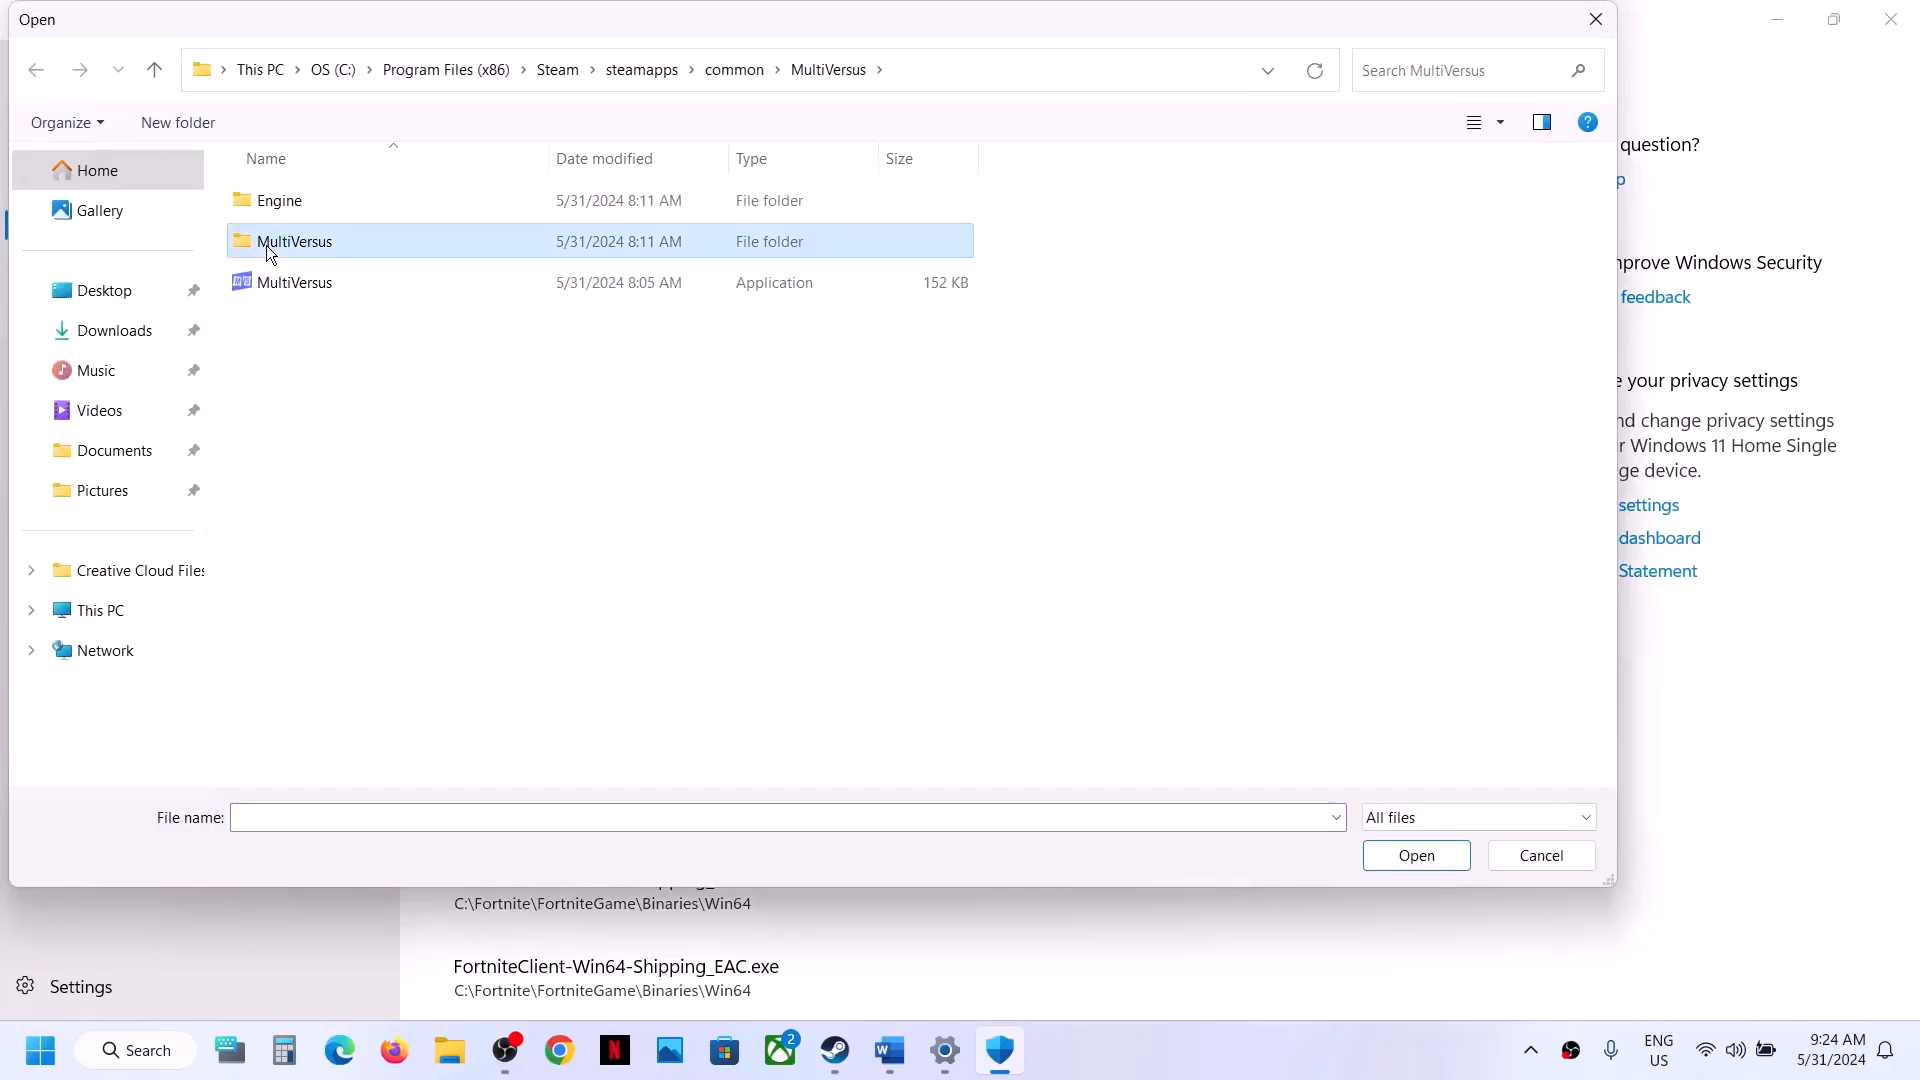 Open
This PC > OS (C:) > Program Files (x86) > Steam > steamapps > common > MultiVersus >
Search MultiVersus
Organize
New folder
Name
Date modified
Type
Size
Home
Gallery
Desktop
Downloads
Music
Videos
Documents
Pictures
Creative Cloud Files
This PC
Network
Engine 5/31/2024 8:11 AM File folder
MultiVersus 5/31/2024 8:11 AM File folder
MultiVersus 5/31/2024 8:05 AM Application 152 KB
File name:
All files
Open
Cancel
question?
p
nprove Windows Security
feedback
e your privacy settings
nd change privacy settings
r Windows 11 Home Single
ge device.
settings
dashboard
Statement
C:\Fortnite\FortniteGame\Binaries\Win64
FortniteClient-Win64-Shipping_EAC.exe
C:\Fortnite\FortniteGame\Binaries\Win64
Settings
Search
2
ENG
US
9:24 AM
5/31/2024